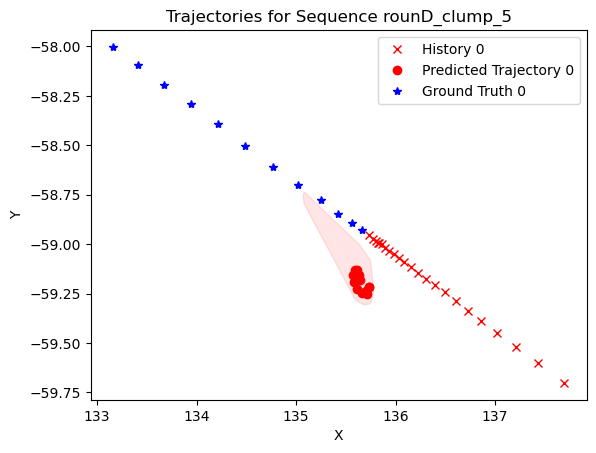 Trajectories for Sequence rounD_clump_5
History 0
Predicted Trajectory 0
Ground Truth 0
−58.00
−58.25
−58.50
−58.75
−59.00
−59.25
−59.50
−59.75
Y
133
134
135
136
137
X